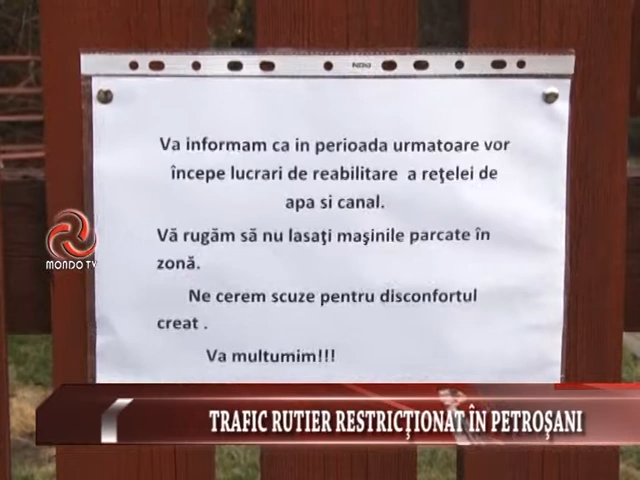 Va informam ca in perioada urmatoare vor
începe lucrari de reabilitare a reţelei de
apa si canal.
Vă rugăm să nu lasaţi maşinile parcate în
zonă.
Ne cerem scuze pentru disconfortul
creat .
Va multumim!!!
MONDO TV
TRAFIC RUTIER RESTRICŢIONAT ÎN PETROŞANI